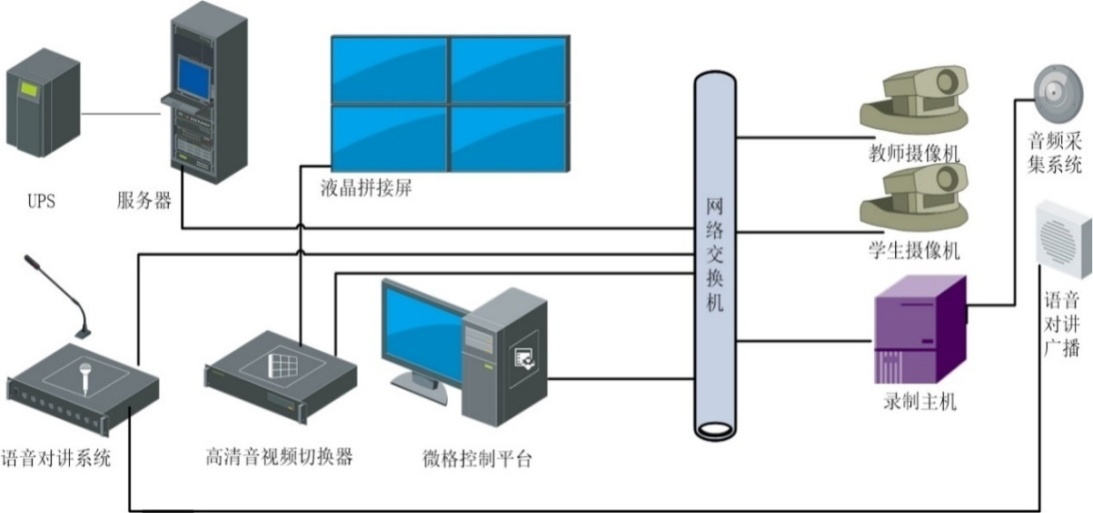 UPS
服务器
液晶拼接屏
网络交换机
教师摄像机
学生摄像机
音频采
集系统
语音
对讲
广播
录制主机
语音对讲系统
高清音视频切换器
微格控制平台